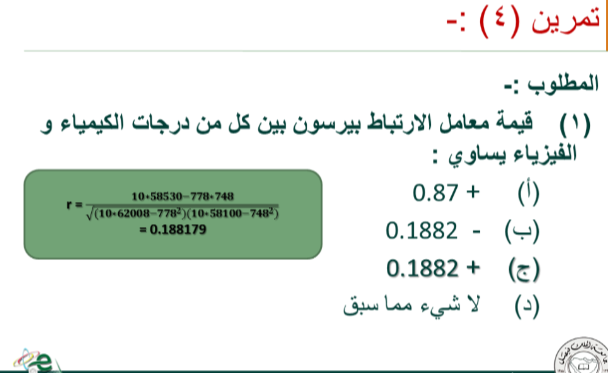 تمرين (٤) :-
المطلوب :-
(١) قيمة معامل الارتباط بيرسون بين كل من درجات الكيمياء و
الفيزياء يساوي :
(أ) + 0.87
(ب) - 0.1882
(ج) + 0.1882
(د) لا شيء مما سبق
r = 10*58530−778*748 / √(10*62008−778²)(10*58100−748²)
= 0.188179